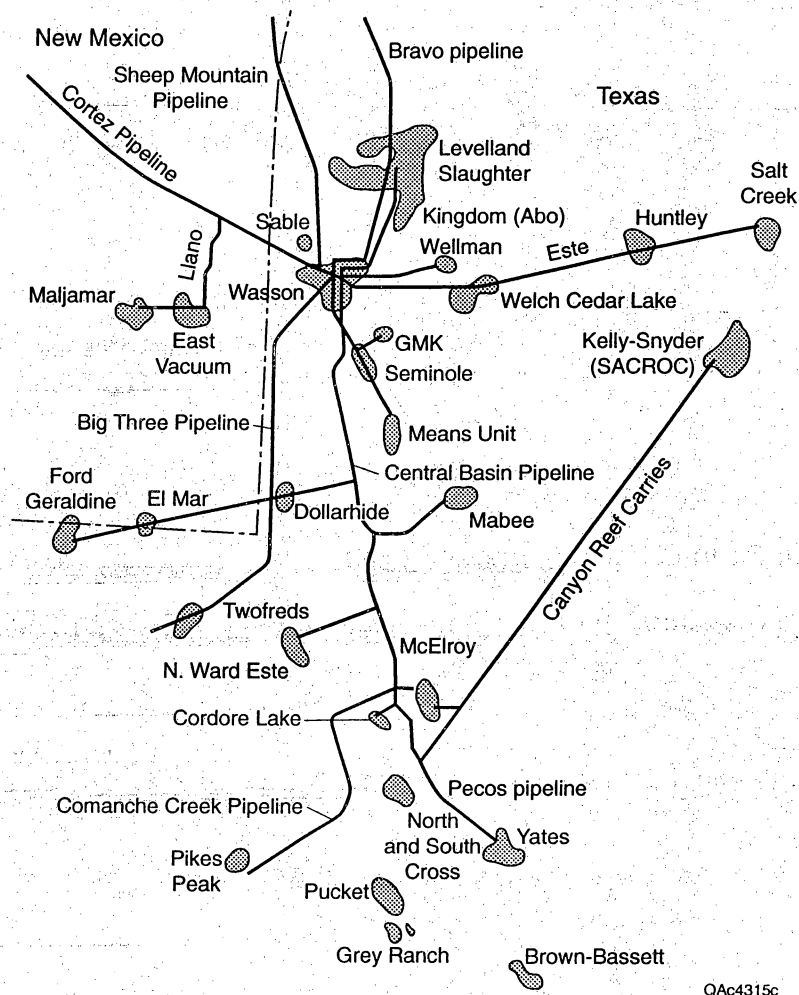 New Mexico
Bravo pipeline
Sheep Mountain
Pipeline
Texas
Cortez Pipeline
Levelland
Slaughter
Salt
Creek
Sable
Kingdom (Abo)
Huntley
Llano
Wellman
Este
Maljamar
Wasson
Welch Cedar Lake
East
Vacuum
GMK
Kelly-Snyder
(SACROC)
Seminole
Big Three Pipeline
Means Unit
Ford
Geraldine
El Mar
Central Basin Pipeline
Dollarhide
Mabee
Canyon Reef Carries
Twofreds
N. Ward Este
McElroy
Cordore Lake
Pecos pipeline
Comanche Creek Pipeline
North
and South
Cross
Yates
Pikes
Peak
Pucket
Grey Ranch
Brown-Bassett
QAc4315c